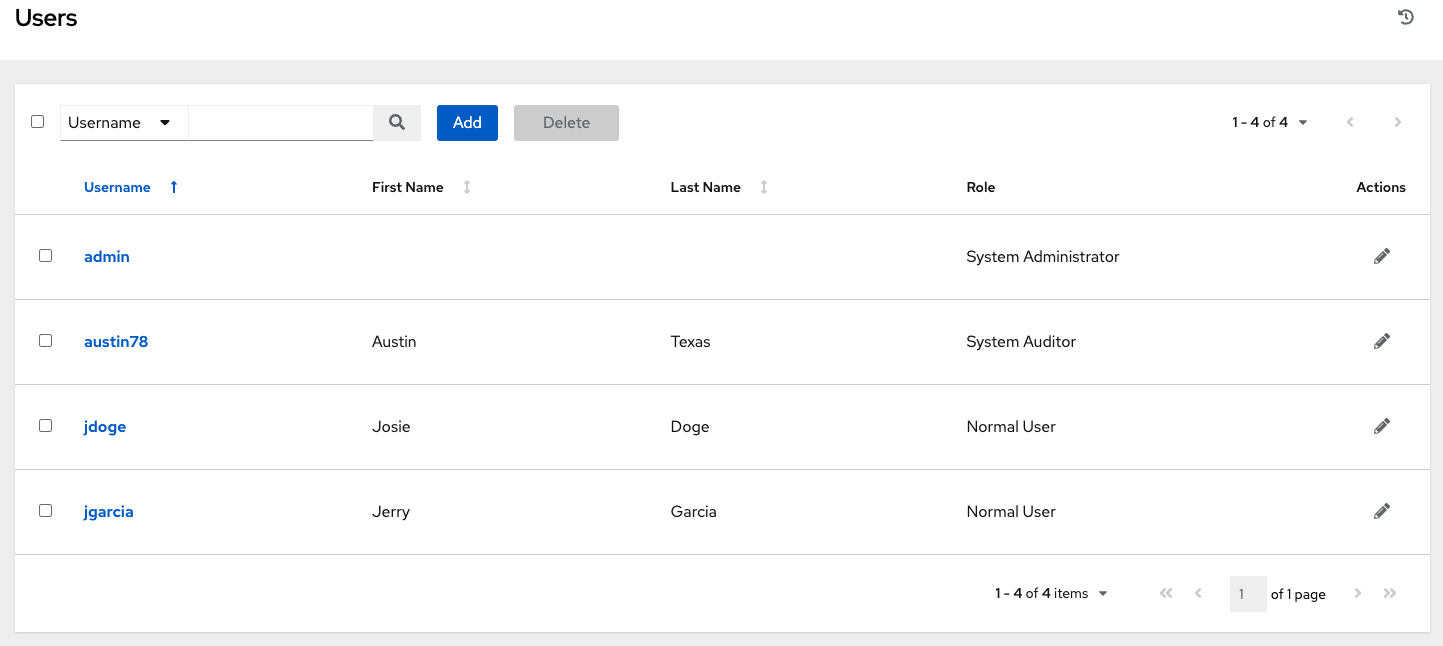 Users
Username Add Delete 1 - 4 of 4
Username First Name Last Name Role Actions
admin System Administrator
austin78 Austin Texas System Auditor
jdoge Josie Doge Normal User
jgarcia Jerry Garcia Normal User
1 - 4 of 4 items 1 of 1 page